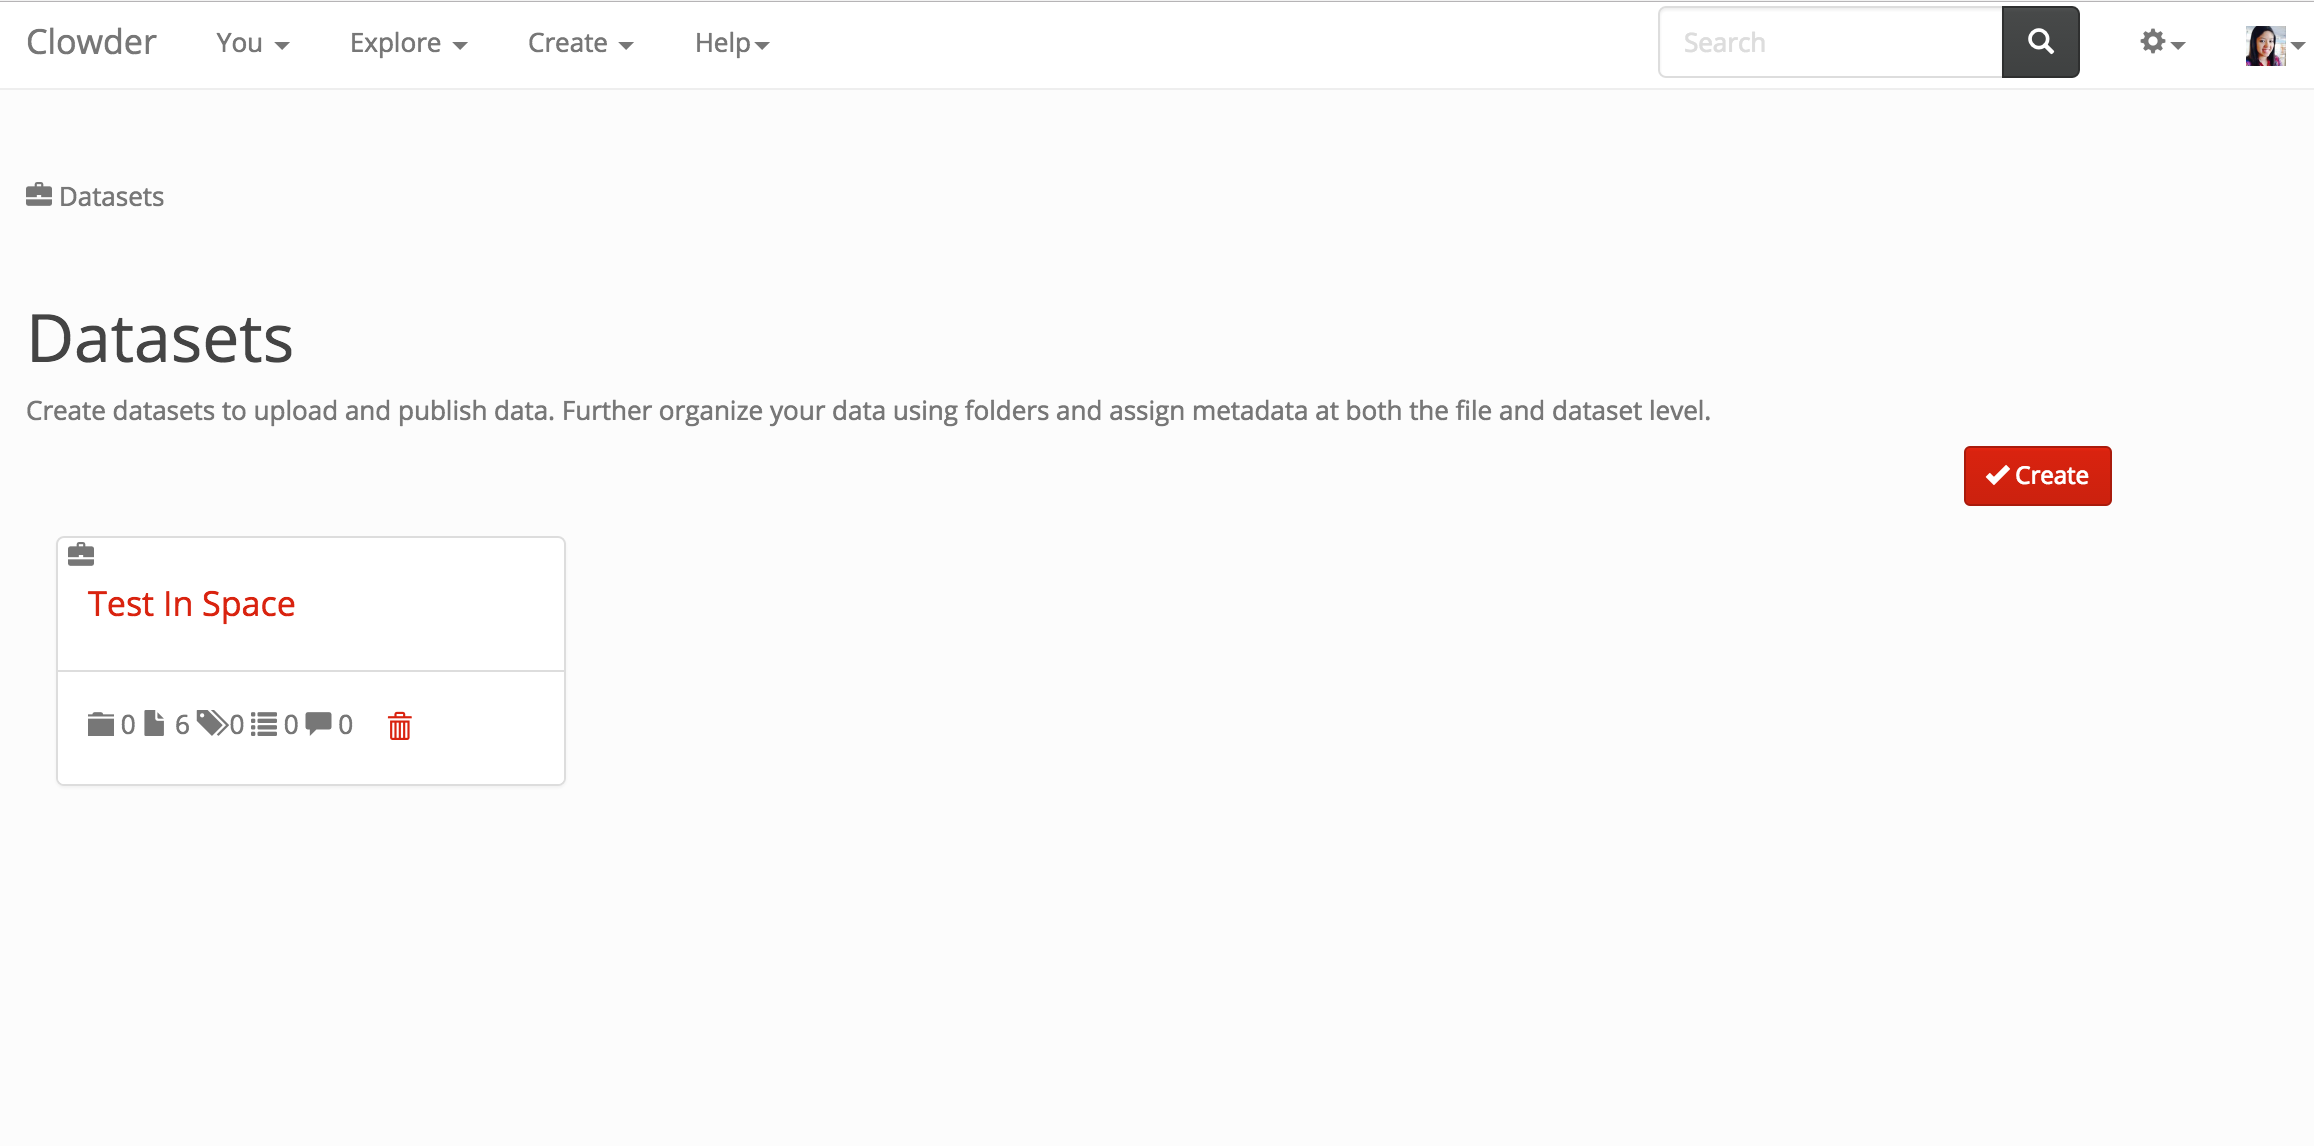 Clowder You Explore Create Help Search
Datasets
Datasets
Create datasets to upload and publish data. Further organize your data using folders and assign metadata at both the file and dataset level.
Create
Test In Space
0 6 0 0 0